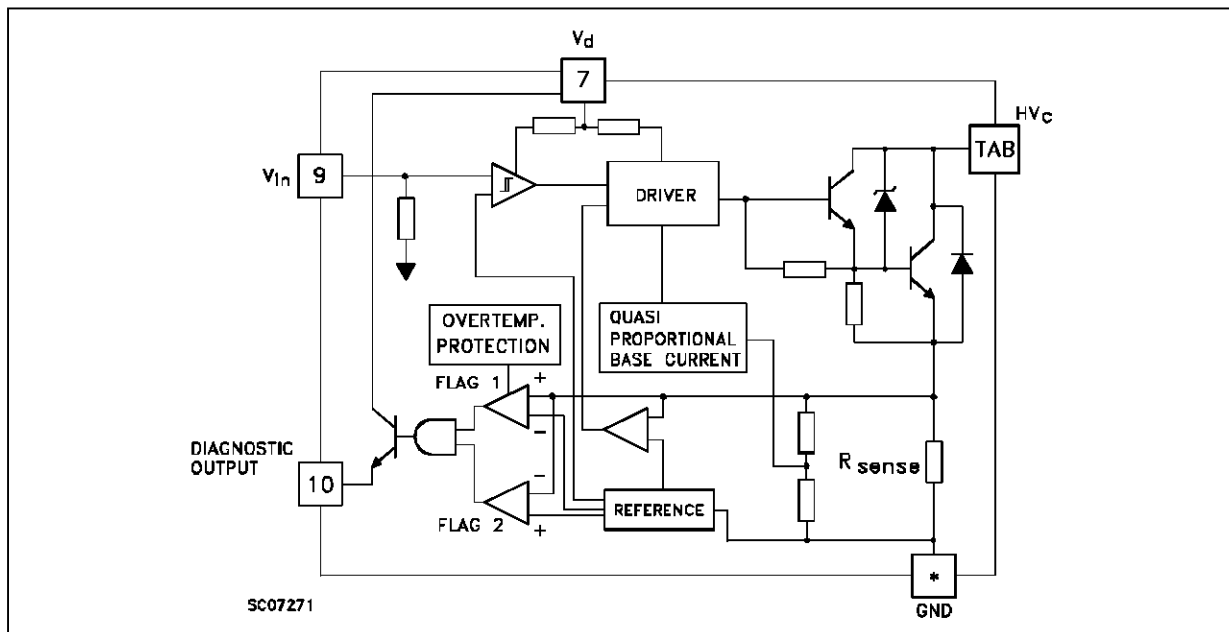 Vd
7
HVC
TAB
Vin
9
DRIVER
OVERTEMP.
PROTECTION
QUASI
PROPORTIONAL
BASE CURRENT
FLAG 1
+
−
DIAGNOSTIC
OUTPUT
10
−
Rsense
REFERENCE
FLAG 2
+
*
GND
SC07271